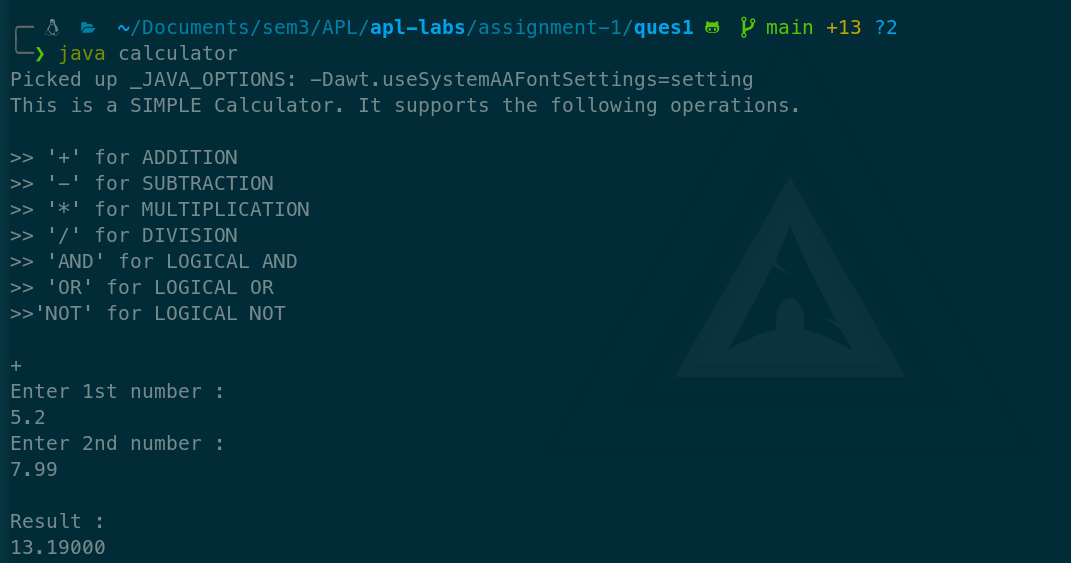 ~/Documents/sem3/APL/apl-labs/assignment-1/ques1 main +13 ?2
❯ java calculator
Picked up _JAVA_OPTIONS: -Dawt.useSystemAAFontSettings=setting
This is a SIMPLE Calculator. It supports the following operations.
>> '+' for ADDITION
>> '-' for SUBTRACTION
>> '*' for MULTIPLICATION
>> '/' for DIVISION
>> 'AND' for LOGICAL AND
>> 'OR' for LOGICAL OR
>>'NOT' for LOGICAL NOT
+
Enter 1st number :
5.2
Enter 2nd number :
7.99
Result :
13.19000